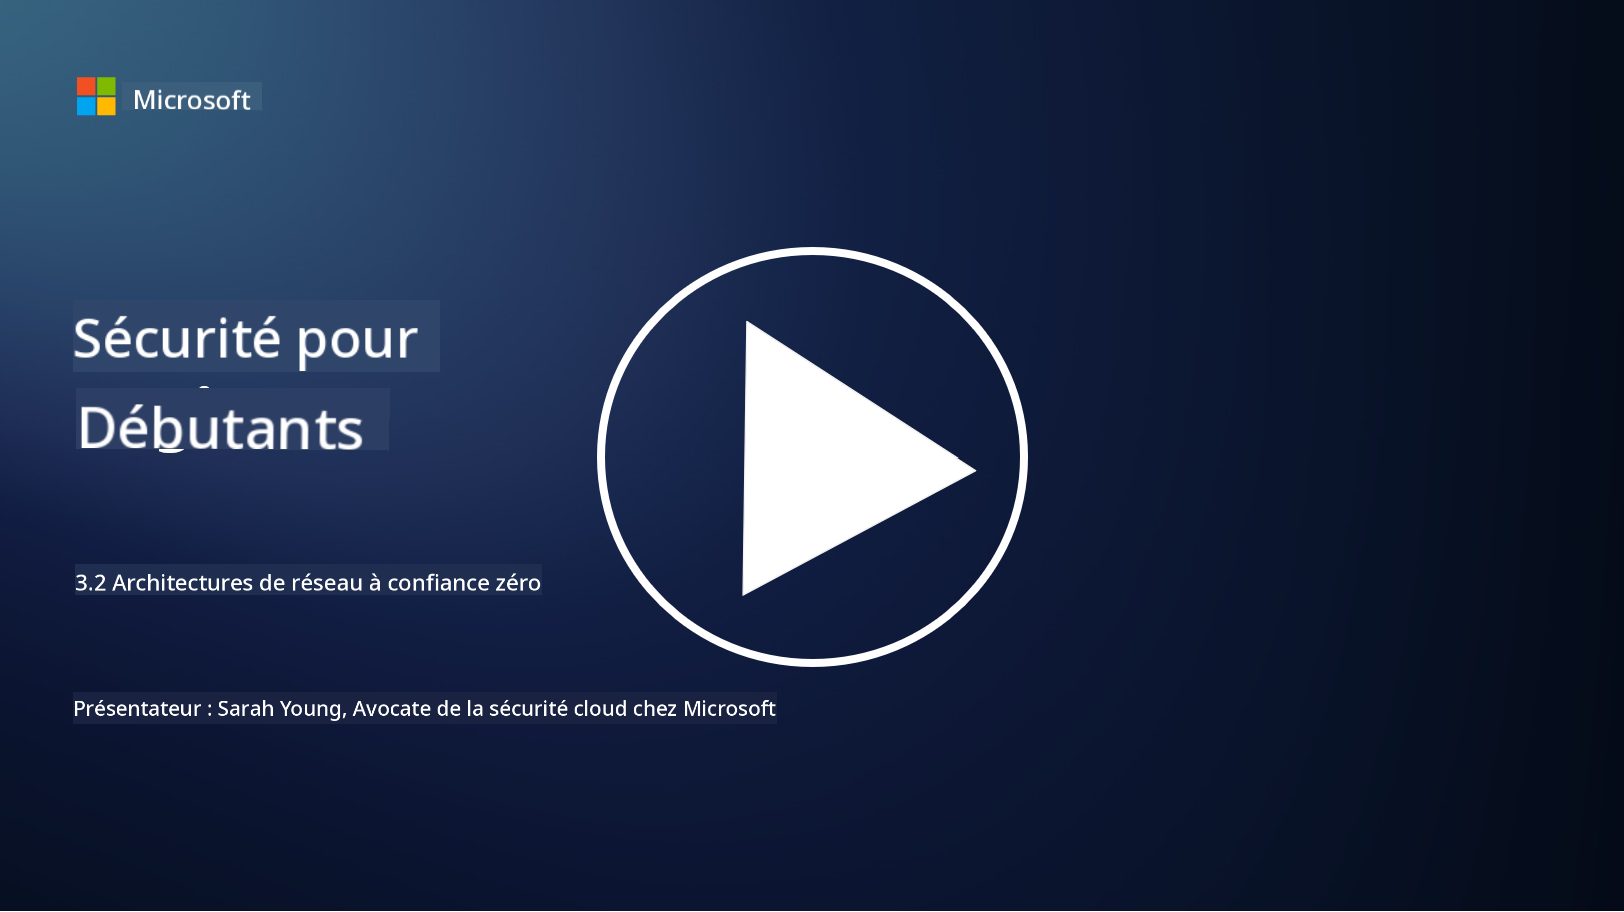 Microsoft
Sécurité pour
Débutants
3.2 Architectures de réseau à confiance zéro
Présentateur : Sarah Young, Avocate de la sécurité cloud chez Microsoft